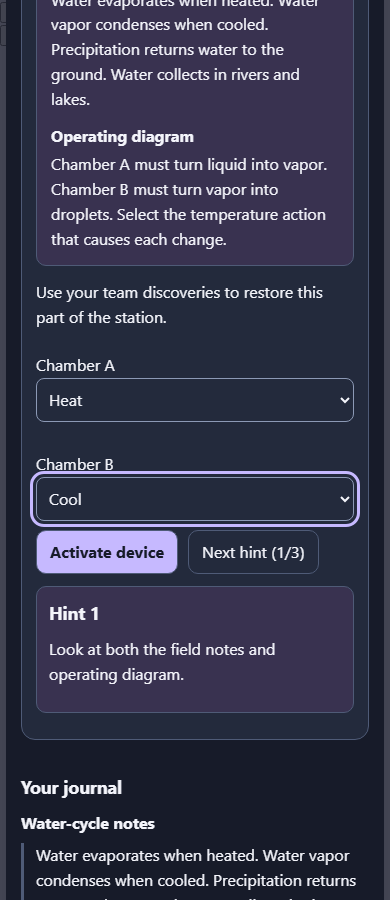 Water evaporates when heated. Water
vapor condenses when cooled.
Precipitation returns water to the
ground. Water collects in rivers and
lakes.
Operating diagram
Chamber A must turn liquid into vapor.
Chamber B must turn vapor into
droplets. Select the temperature action
that causes each change.
Use your team discoveries to restore this
part of the station.
Chamber A
Heat
Chamber B
Cool
Activate device Next hint (1/3)
Hint 1
Look at both the field notes and
operating diagram.
Your journal
Water-cycle notes
Water evaporates when heated. Water vapor
condenses when cooled. Precipitation returns